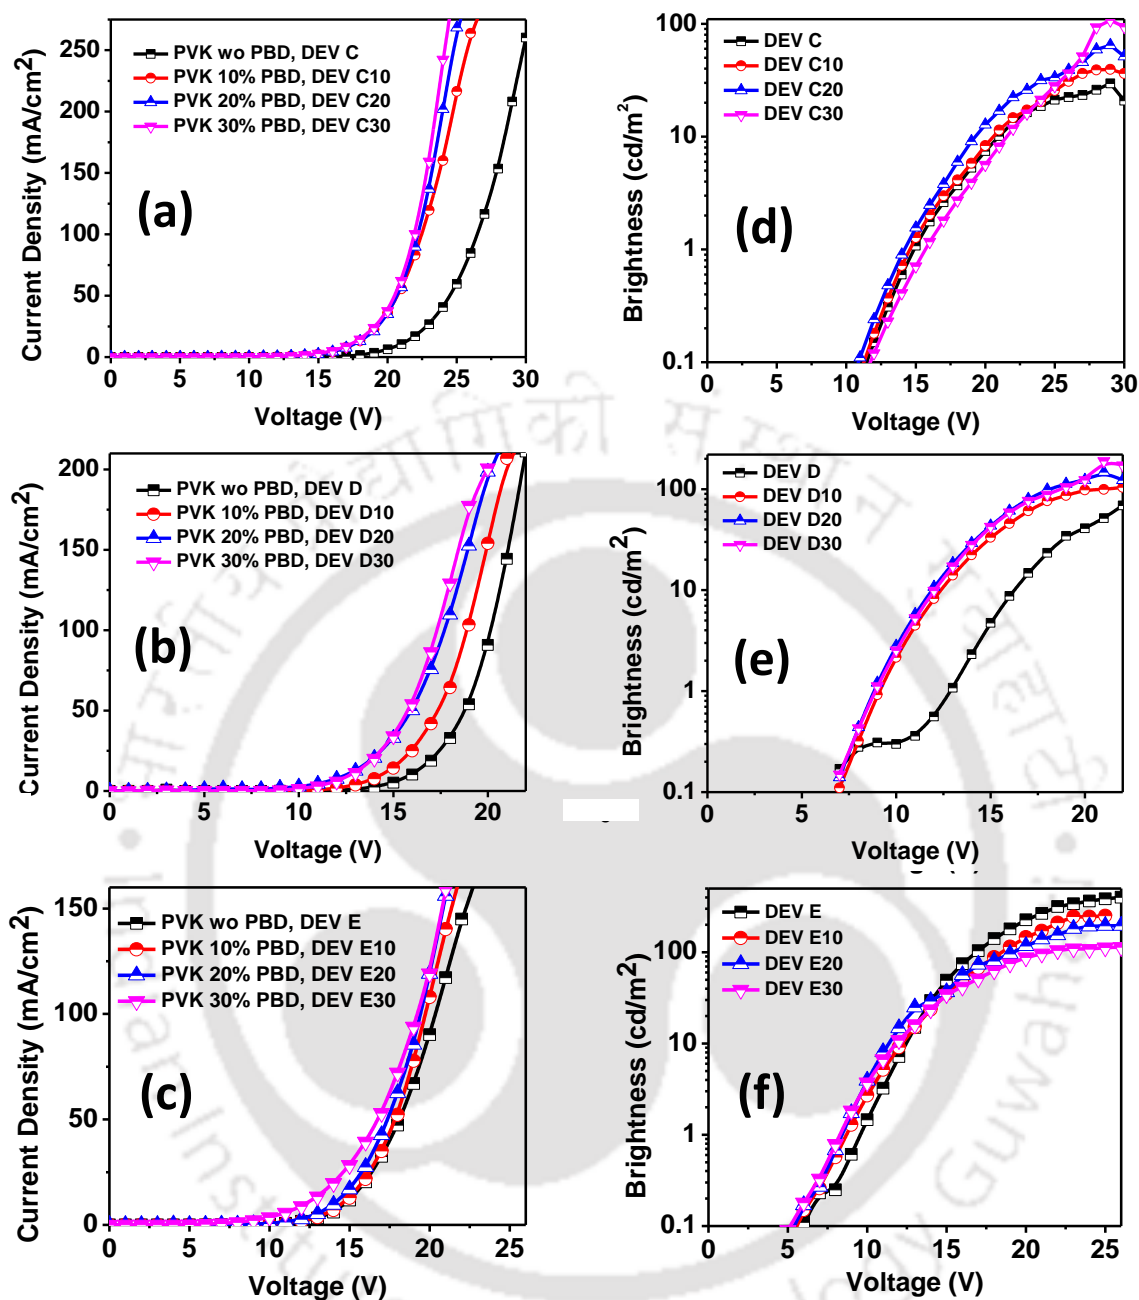 PVK wo PBD, DEV C
PVK 10% PBD, DEV C10
PVK 20% PBD, DEV C20
PVK 30% PBD, DEV C30
(a)
Current Density (mA/cm2)
250
200
150
100
50
0
0 5 10 15 20 25 30
Voltage (V)
DEV C
DEV C10
DEV C20
DEV C30
(d)
Brightness (cd/m2)
100
10
1
0.1
0 5 10 15 20 25 30
Voltage (V)
PVK wo PBD, DEV D
PVK 10% PBD, DEV D10
PVK 20% PBD, DEV D20
PVK 30% PBD, DEV D30
(b)
Current Density (mA/cm2)
200
150
100
50
0
0 5 10 15 20
Voltage (V)
DEV D
DEV D10
DEV D20
DEV D30
(e)
Brightness (cd/m2)
100
10
1
0.1
0 5 10 15 20
Voltage (V)
PVK wo PBD, DEV E
PVK 10% PBD, DEV E10
PVK 20% PBD, DEV E20
PVK 30% PBD, DEV E30
(c)
Current Density (mA/cm2)
150
100
50
0
0 5 10 15 20 25
Voltage (V)
DEV E
DEV E10
DEV E20
DEV E30
(f)
Brightness (cd/m2)
100
10
1
0.1
0 5 10 15 20 25
Voltage (V)
Guwahati